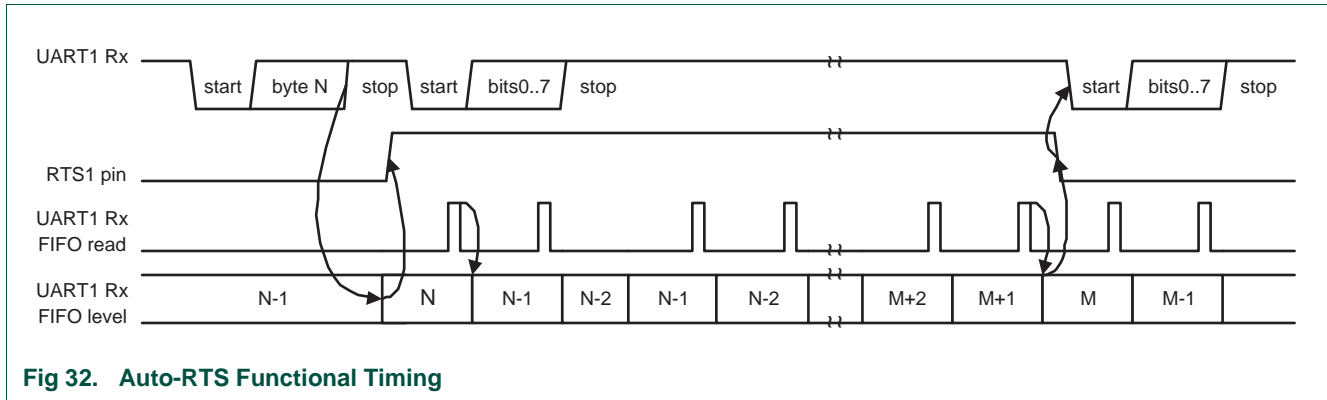 UART1 Rx
start byte N stop start bits0..7 stop start bits0..7 stop
RTS1 pin
UART1 Rx
FIFO read
UART1 Rx
FIFO level
N-1 N N-1 N-2 N-1 N-2 M+2 M+1 M M-1
Fig 32. Auto-RTS Functional Timing